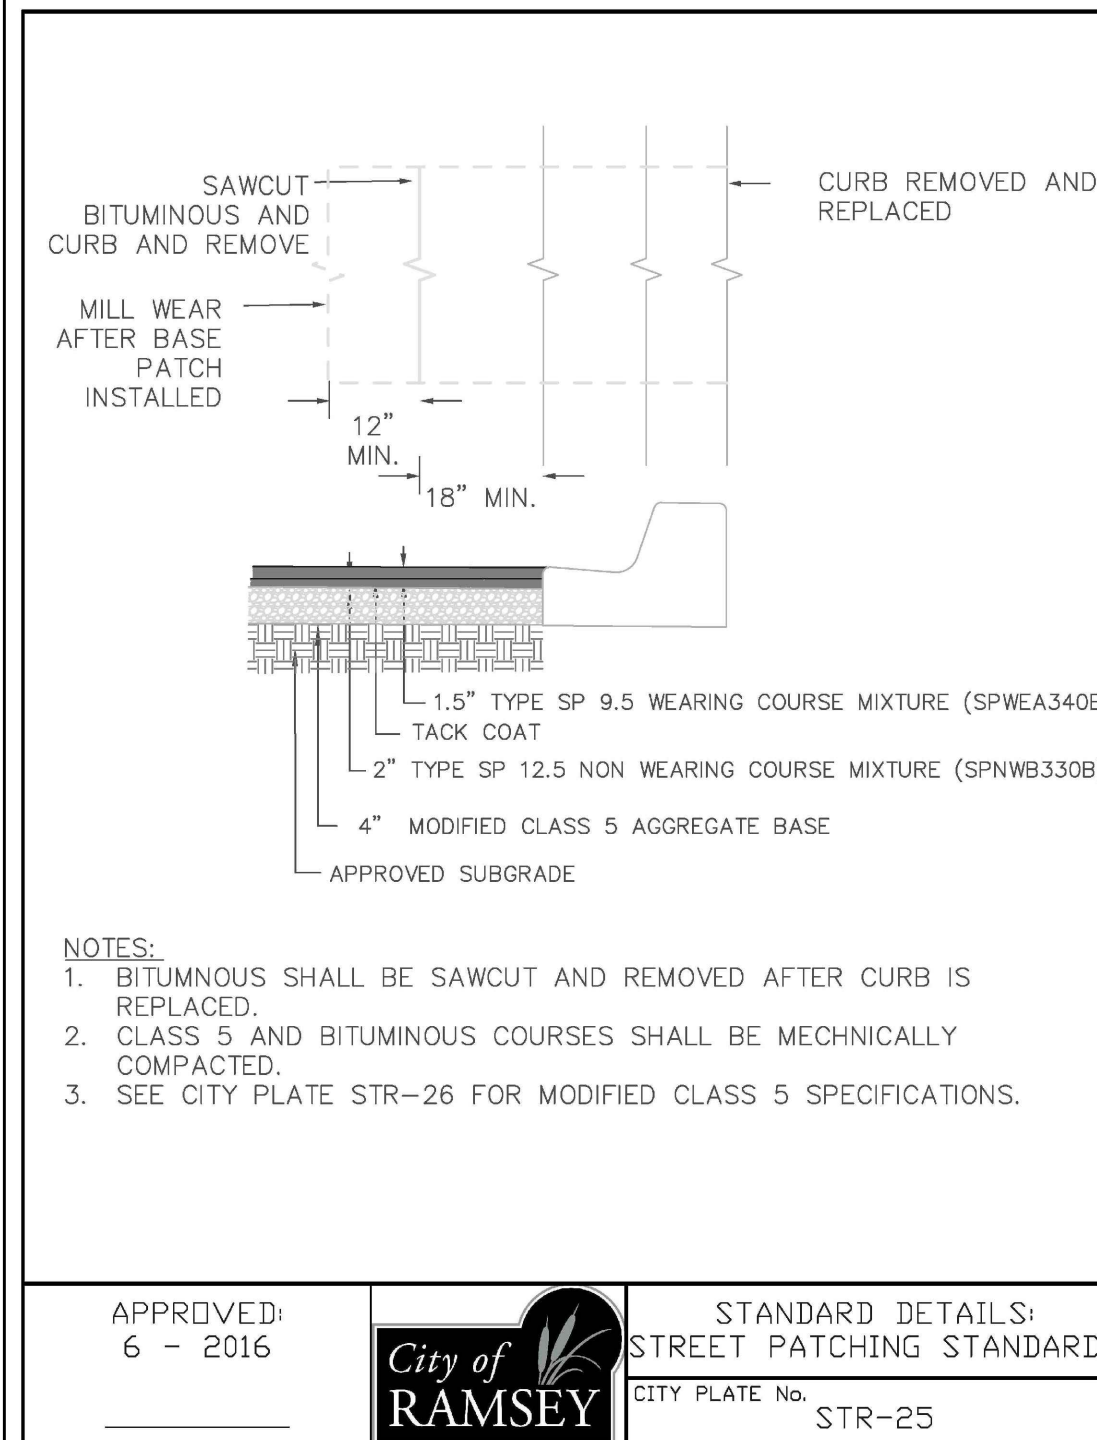 SAWCUT
BITUMINOUS AND
CURB AND REMOVE
CURB REMOVED AND
REPLACED
MILL WEAR
AFTER BASE
PATCH
INSTALLED
12"
MIN.
18" MIN.
1.5" TYPE SP 9.5 WEARING COURSE MIXTURE (SPWEA340B
TACK COAT
2" TYPE SP 12.5 NON WEARING COURSE MIXTURE (SPNWB330B
4" MODIFIED CLASS 5 AGGREGATE BASE
APPROVED SUBGRADE
NOTES:
1. BITUMNOUS SHALL BE SAWCUT AND REMOVED AFTER CURB IS
REPLACED.
2. CLASS 5 AND BITUMINOUS COURSES SHALL BE MECHNICALLY
COMPACTED.
3. SEE CITY PLATE STR-26 FOR MODIFIED CLASS 5 SPECIFICATIONS.
APPROVED:
6 - 2016
City of
RAMSEY
STANDARD DETAILS:
STREET PATCHING STANDARD
CITY PLATE No.
STR-25